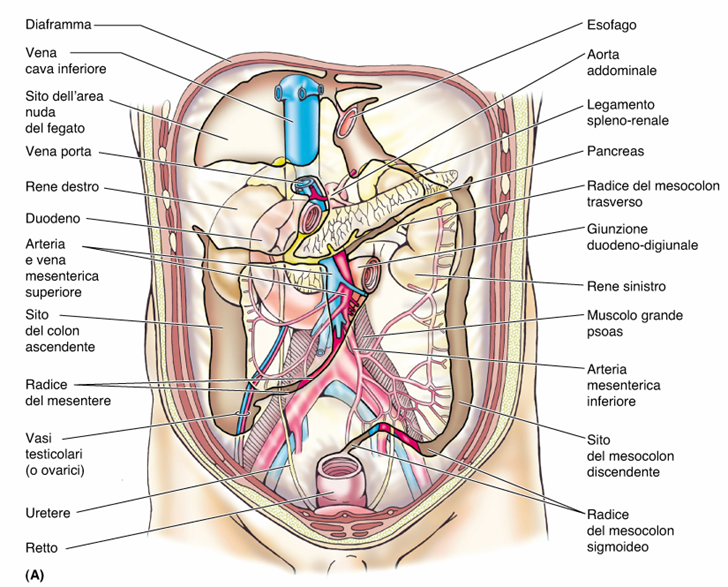 Diaframma
Vena
cava inferiore
Sito dell'area
nuda
del fegato
Vena porta
Rene destro
Duodeno
Arteria
e vena
mesenterica
superiore
Sito
del colon
ascendente
Radice
del mesentere
Vasi
testicolari
(o ovarici)
Uretere
Retto
(A)
Esofago
Aorta
addominale
Legamento
spleno-renale
Pancreas
Radice del mesocolon
trasverso
Giunzione
duodeno-digiunale
Rene sinistro
Muscolo grande
psoas
Arteria
mesenterica
inferiore
Sito
del mesocolon
discendente
Radice
del mesocolon
sigmoideo